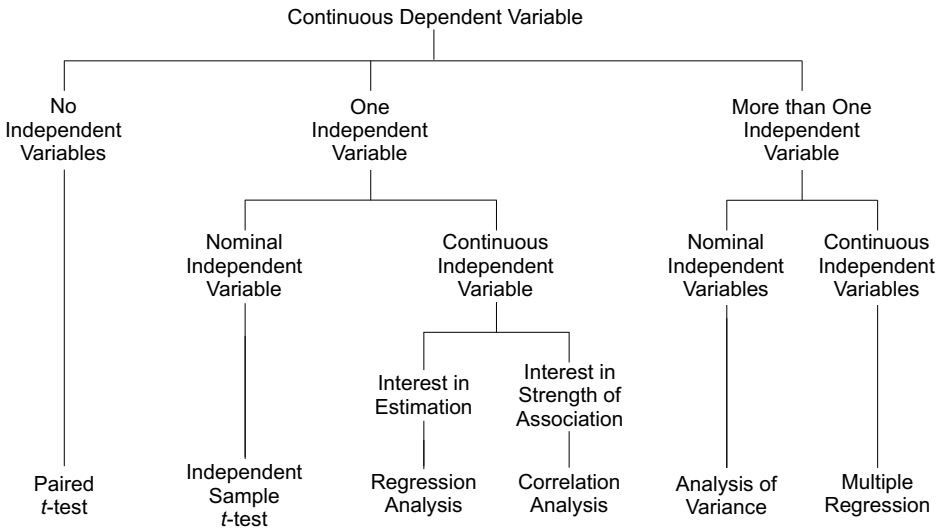 Continuous Dependent Variable
No
Independent
Variables
One
Independent
Variable
More than One
Independent
Variable
Nominal
Independent
Variable
Continuous
Independent
Variable
Nominal
Independent
Variables
Continuous
Independent
Variables
Interest in
Estimation
Interest in
Strength of
Association
Paired
t-test
Independent
Sample
t-test
Regression
Analysis
Correlation
Analysis
Analysis of
Variance
Multiple
Regression